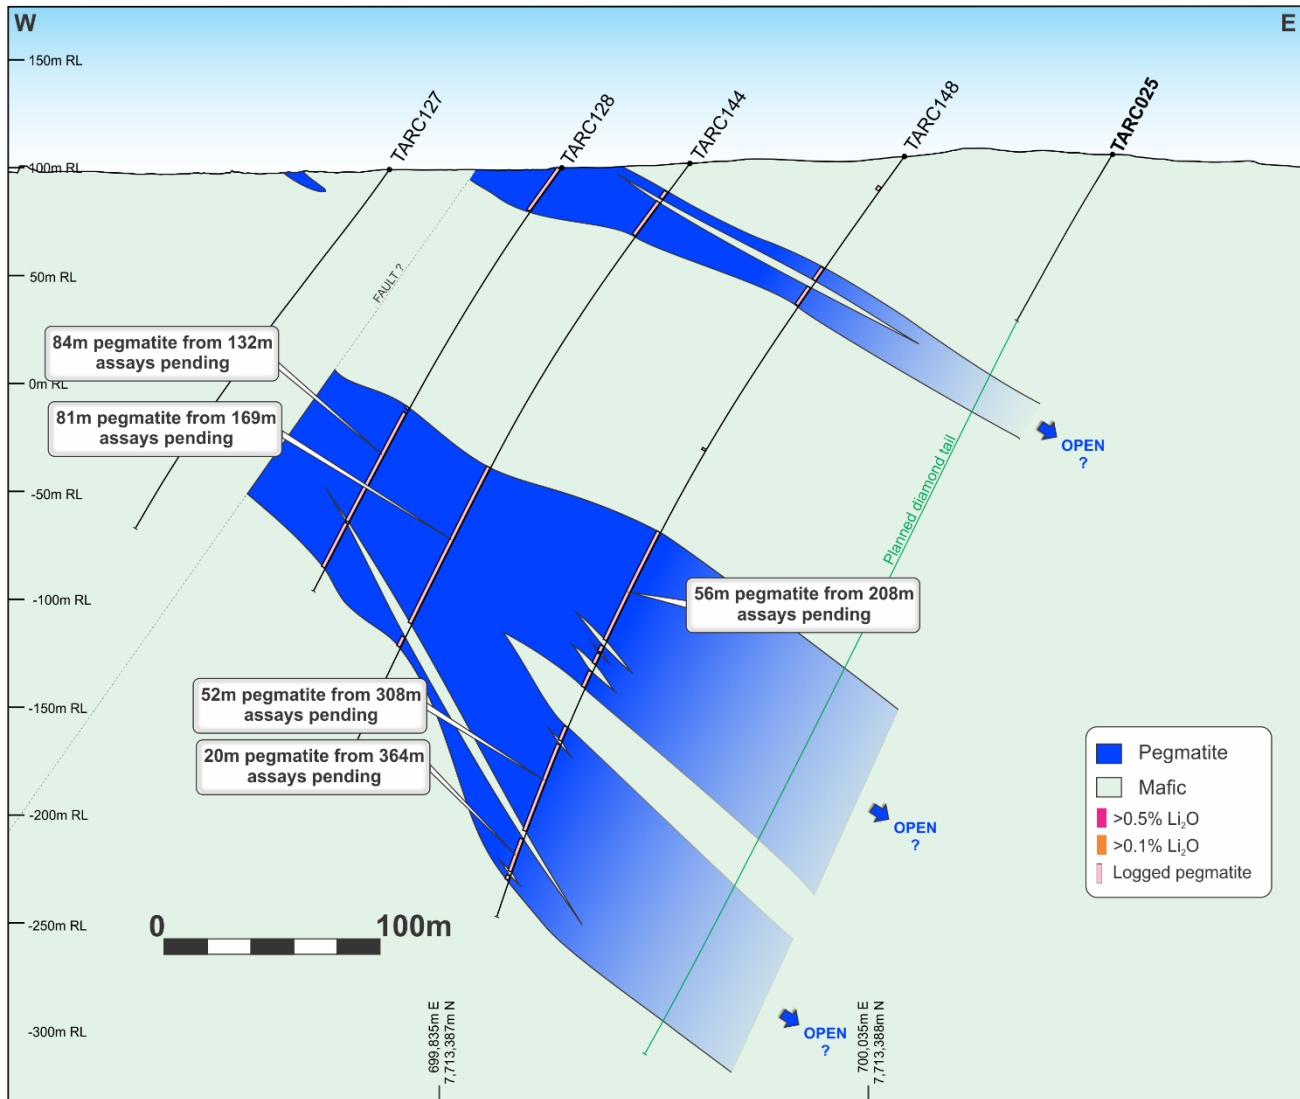 W
E
150m RL
100m RL
50m RL
0m RL
-50m RL
-100m RL
-150m RL
-200m RL
-250m RL
-300m RL
TARC127
TARC128
TARC144
TARC148
TARC025
FAULT ?
84m pegmatite from 132m
assays pending
81m pegmatite from 169m
assays pending
56m pegmatite from 208m
assays pending
52m pegmatite from 308m
assays pending
20m pegmatite from 364m
assays pending
Planned diamond tail
OPEN
?
OPEN
?
OPEN
?
Pegmatite
Mafic
>0.5% Li₂O
>0.1% Li₂O
Logged pegmatite
0
100m
699,835m E
7,713,387m N
700,035m E
7,713,388m N